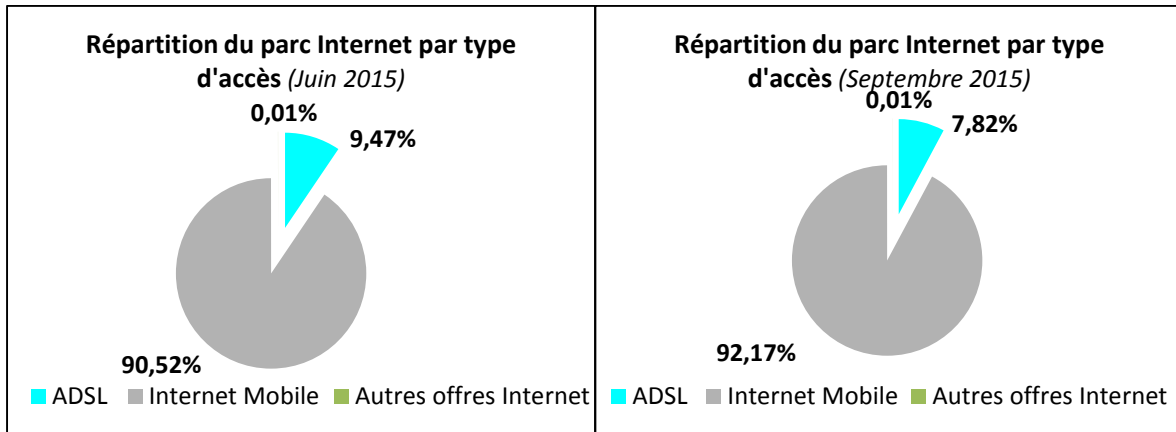 Répartition du parc Internet par type
d'accès (Juin 2015)
0,01%
9,47%
90,52%
ADSL Internet Mobile Autres offres Internet
Répartition du parc Internet par type
d'accès (Septembre 2015)
0,01%
7,82%
92,17%
ADSL Internet Mobile Autres offres Internet